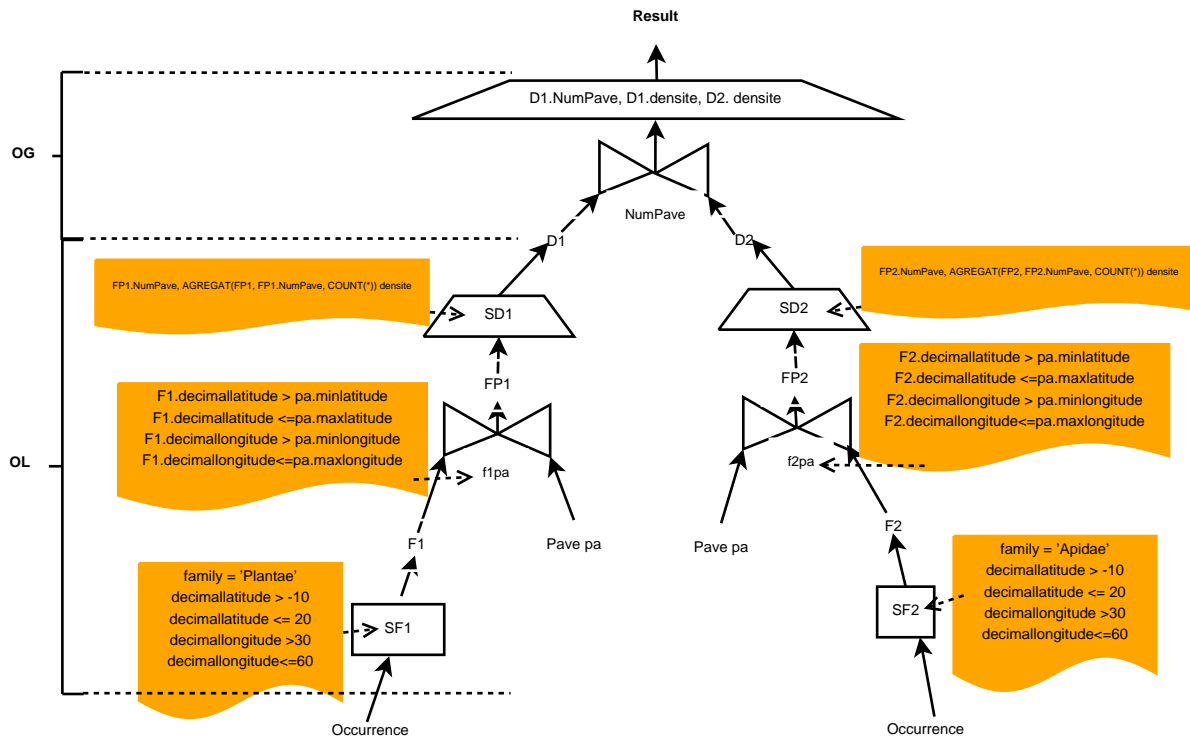 Result
D1.NumPave, D1.densite, D2. densite
OG
NumPave
D1
D2
FP1.NumPave, AGREGAT(FP1, FP1.NumPave, COUNT(*)) densite
FP2.NumPave, AGREGAT(FP2, FP2.NumPave, COUNT(*)) densite
SD1
SD2
FP1
FP2
F1.decimallatitude > pa.minlatitude
F1.decimallatitude <=pa.maxlatitude
F1.decimallongitude > pa.minlongitude
F1.decimallongitude<=pa.maxlongitude
F2.decimallatitude > pa.minlatitude
F2.decimallatitude <=pa.maxlatitude
F2.decimallongitude > pa.minlongitude
F2.decimallongitude<=pa.maxlongitude
OL
f1pa
f2pa
F1
Pave pa
Pave pa
F2
family = 'Plantae'
decimallatitude > -10
decimallatitude <= 20
decimallongitude >30
decimallongitude<=60
SF1
SF2
family = 'Apidae'
decimallatitude > -10
decimallatitude <= 20
decimallongitude >30
decimallongitude<=60
Occurrence
Occurrence